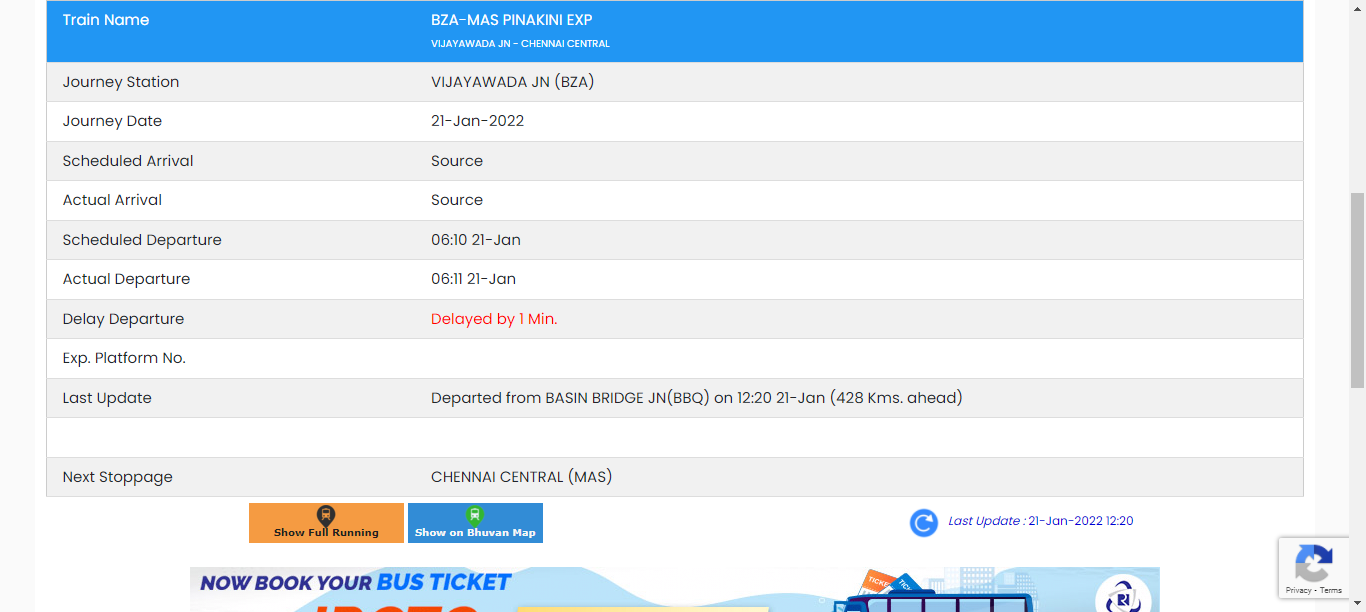 Train Name BZA-MAS PINAKINI EXP
VIJAYAWADA JN - CHENNAI CENTRAL
Journey Station VIJAYAWADA JN (BZA)
Journey Date 21-Jan-2022
Scheduled Arrival Source
Actual Arrival Source
Scheduled Departure 06:10 21-Jan
Actual Departure 06:11 21-Jan
Delay Departure Delayed by 1 Min.
Exp. Platform No.
Last Update Departed from BASIN BRIDGE JN(BBQ) on 12:20 21-Jan (428 Kms. ahead)
Next Stoppage CHENNAI CENTRAL (MAS)
Show Full Running Show on Bhuvan Map Last Update : 21-Jan-2022 12:20
NOW BOOK YOUR BUS TICKET
TICKET
Privacy - Terms